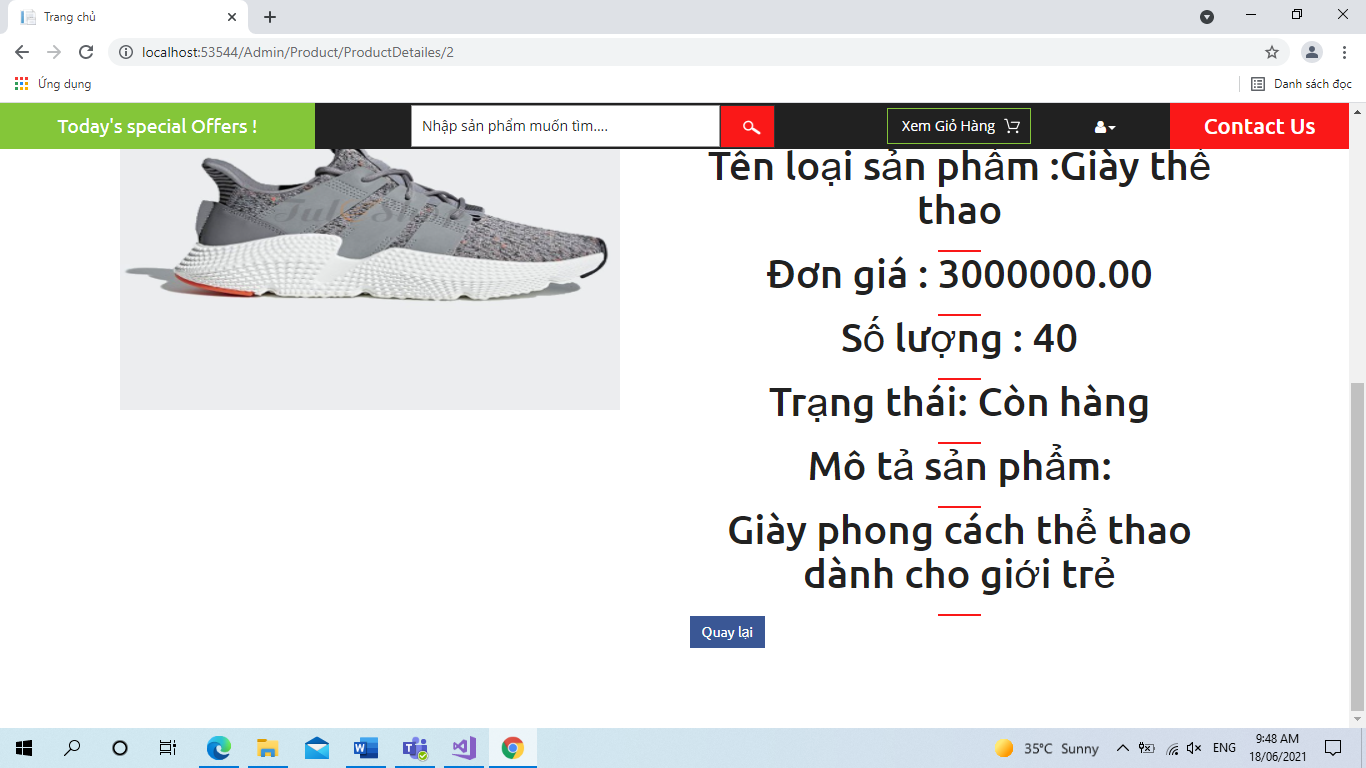 Trang chủ
localhost:53544/Admin/Product/ProductDetailes/2
Ứng dụng
Danh sách đọc
Today's special Offers !
Nhập sản phẩm muốn tìm....
Xem Giỏ Hàng
Contact Us
Tên loại sản phẩm :Giày thể
thao
Đơn giá : 3000000.00
Số lượng : 40
Trạng thái: Còn hàng
Mô tả sản phẩm:
Giày phong cách thể thao
dành cho giới trẻ
Quay lại
35°C Sunny
ENG
9:48 AM
18/06/2021